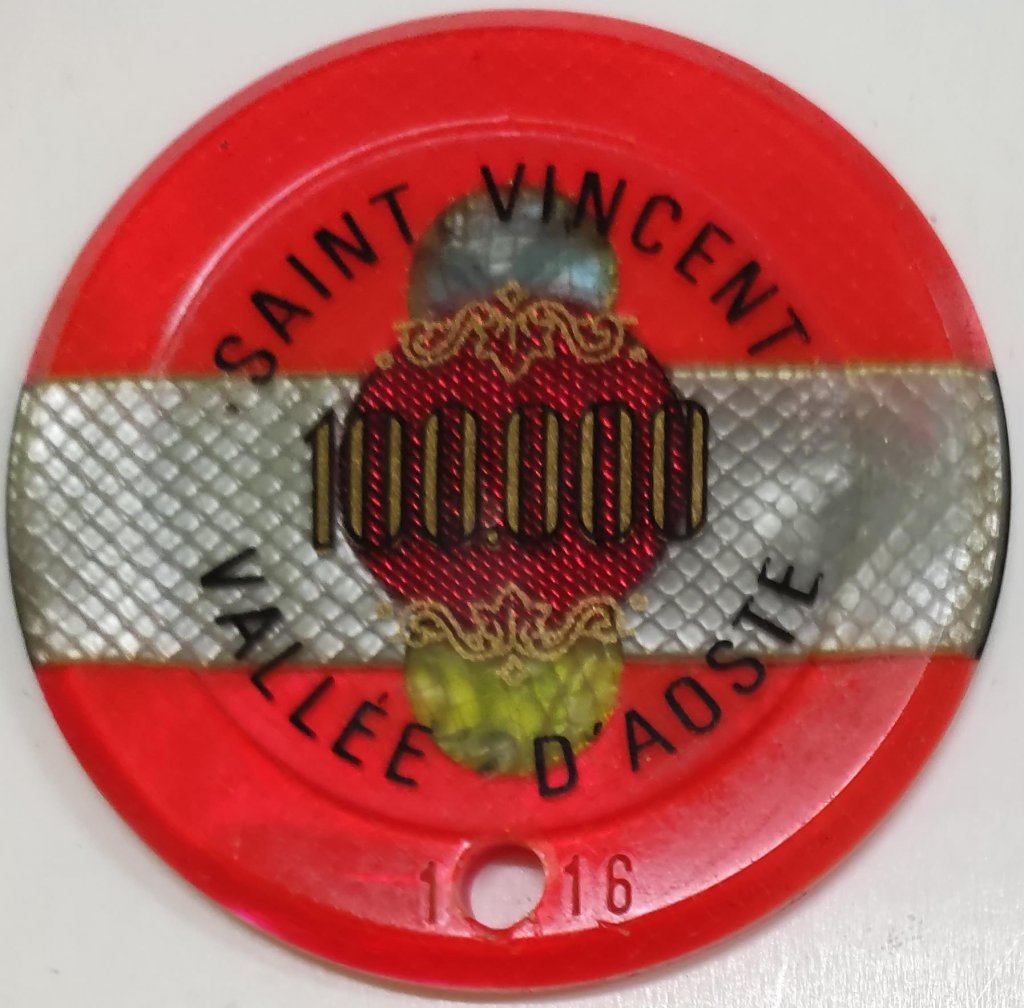 SAINT VINCENT
100.000
VALLÉE D'AOSTE
1 16